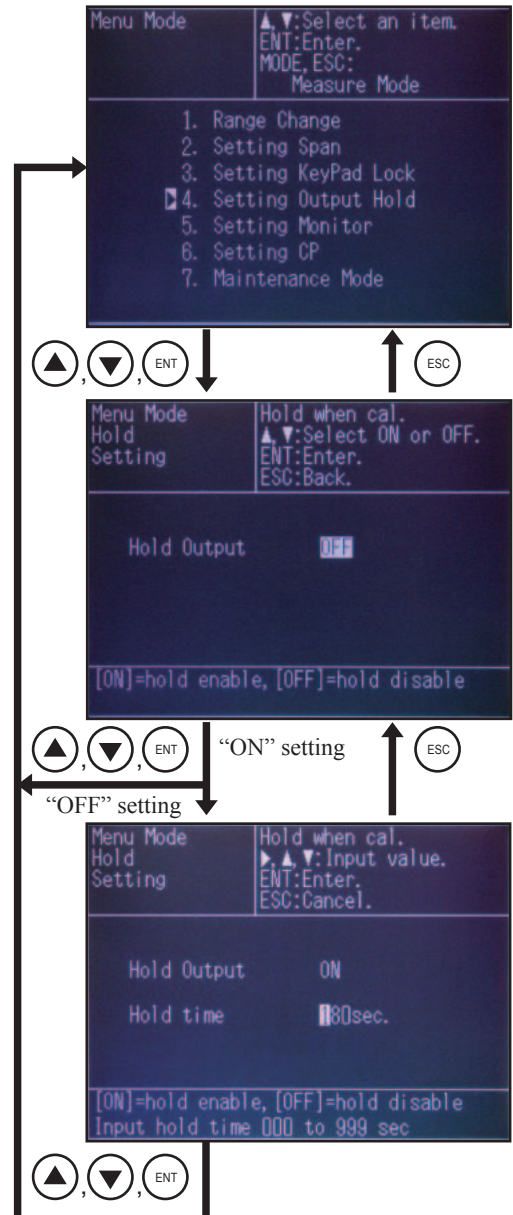 Menu Mode
▲,▼:Select an item.
ENT:Enter.
MODE,ESC:
Measure Mode
1. Range Change
2. Setting Span
3. Setting KeyPad Lock
4. Setting Output Hold
5. Setting Monitor
6. Setting CP
7. Maintenance Mode
▲,▼,ENT
ESC
Menu Mode
Hold
Setting
Hold when cal.
▲,▼:Select ON or OFF.
ENT:Enter.
ESC:Back.
Hold Output OFF
[ON]=hold enable,[OFF]=hold disable
▲,▼,ENT
“ON” setting
ESC
“OFF” setting
Menu Mode
Hold
Setting
Hold when cal.
▶,▲,▼:Input value.
ENT:Enter.
ESC:Cancel.
Hold Output ON
Hold time 180sec.
[ON]=hold enable,[OFF]=hold disable
Input hold time 000 to 999 sec
▲,▼,ENT